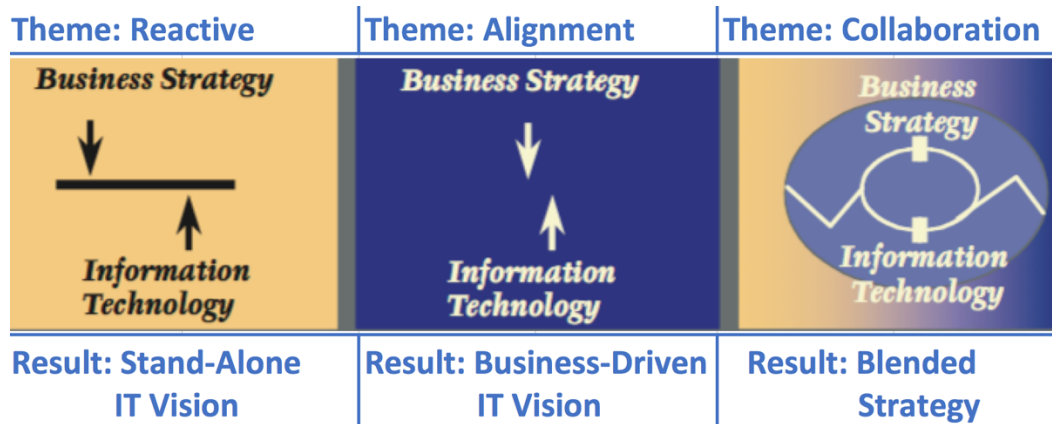 Theme: Reactive
Business Strategy
Information
Technology
Result: Stand-Alone
IT Vision
Theme: Alignment
Business Strategy
Information
Technology
Result: Business-Driven
IT Vision
Theme: Collaboration
Business
Strategy
Information
Technology
Result: Blended
Strategy